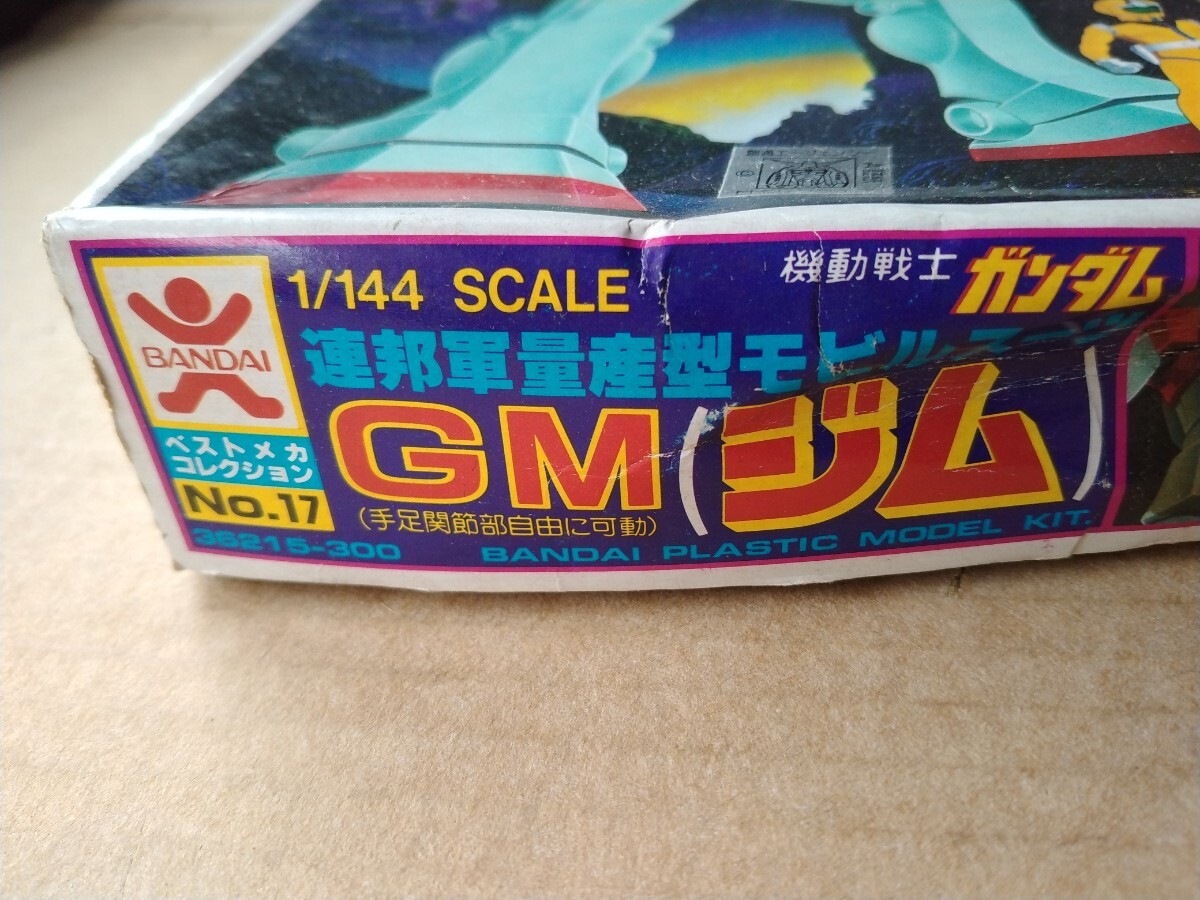 BANDAI
ベストメカ
コレクション
No.17
1/144 SCALE
機動戦士 ガンダム
連邦軍量産型モビルスーツ
GM(ジム)
(手足関節部自由に可動)
36215-300 BANDAI PLASTIC MODEL KIT.